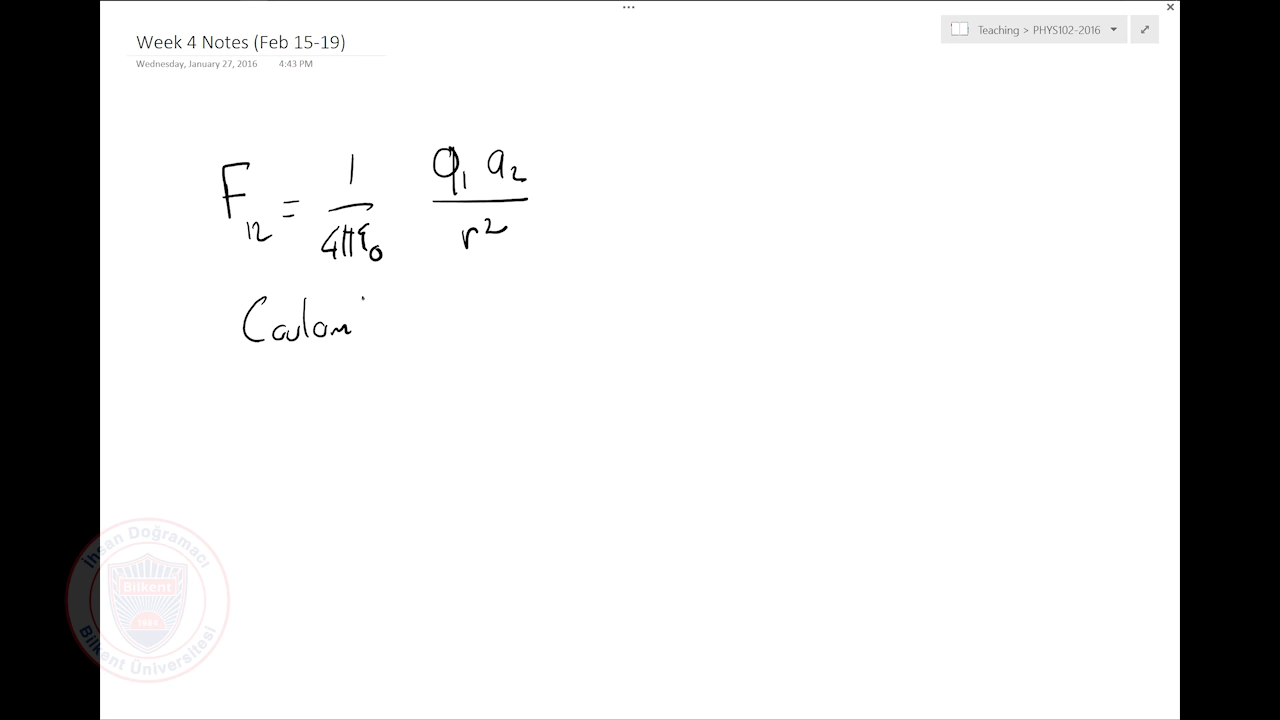 Week 4 Notes (Feb 15-19)
Wednesday, January 27, 2016 4:43 PM
Teaching > PHYS102-2016
F₁₂ = 1/4πε₀ q₁ q₂/r²
Coulom
İhsan Doğramacı
Bilkent
Bilkent Üniversitesi